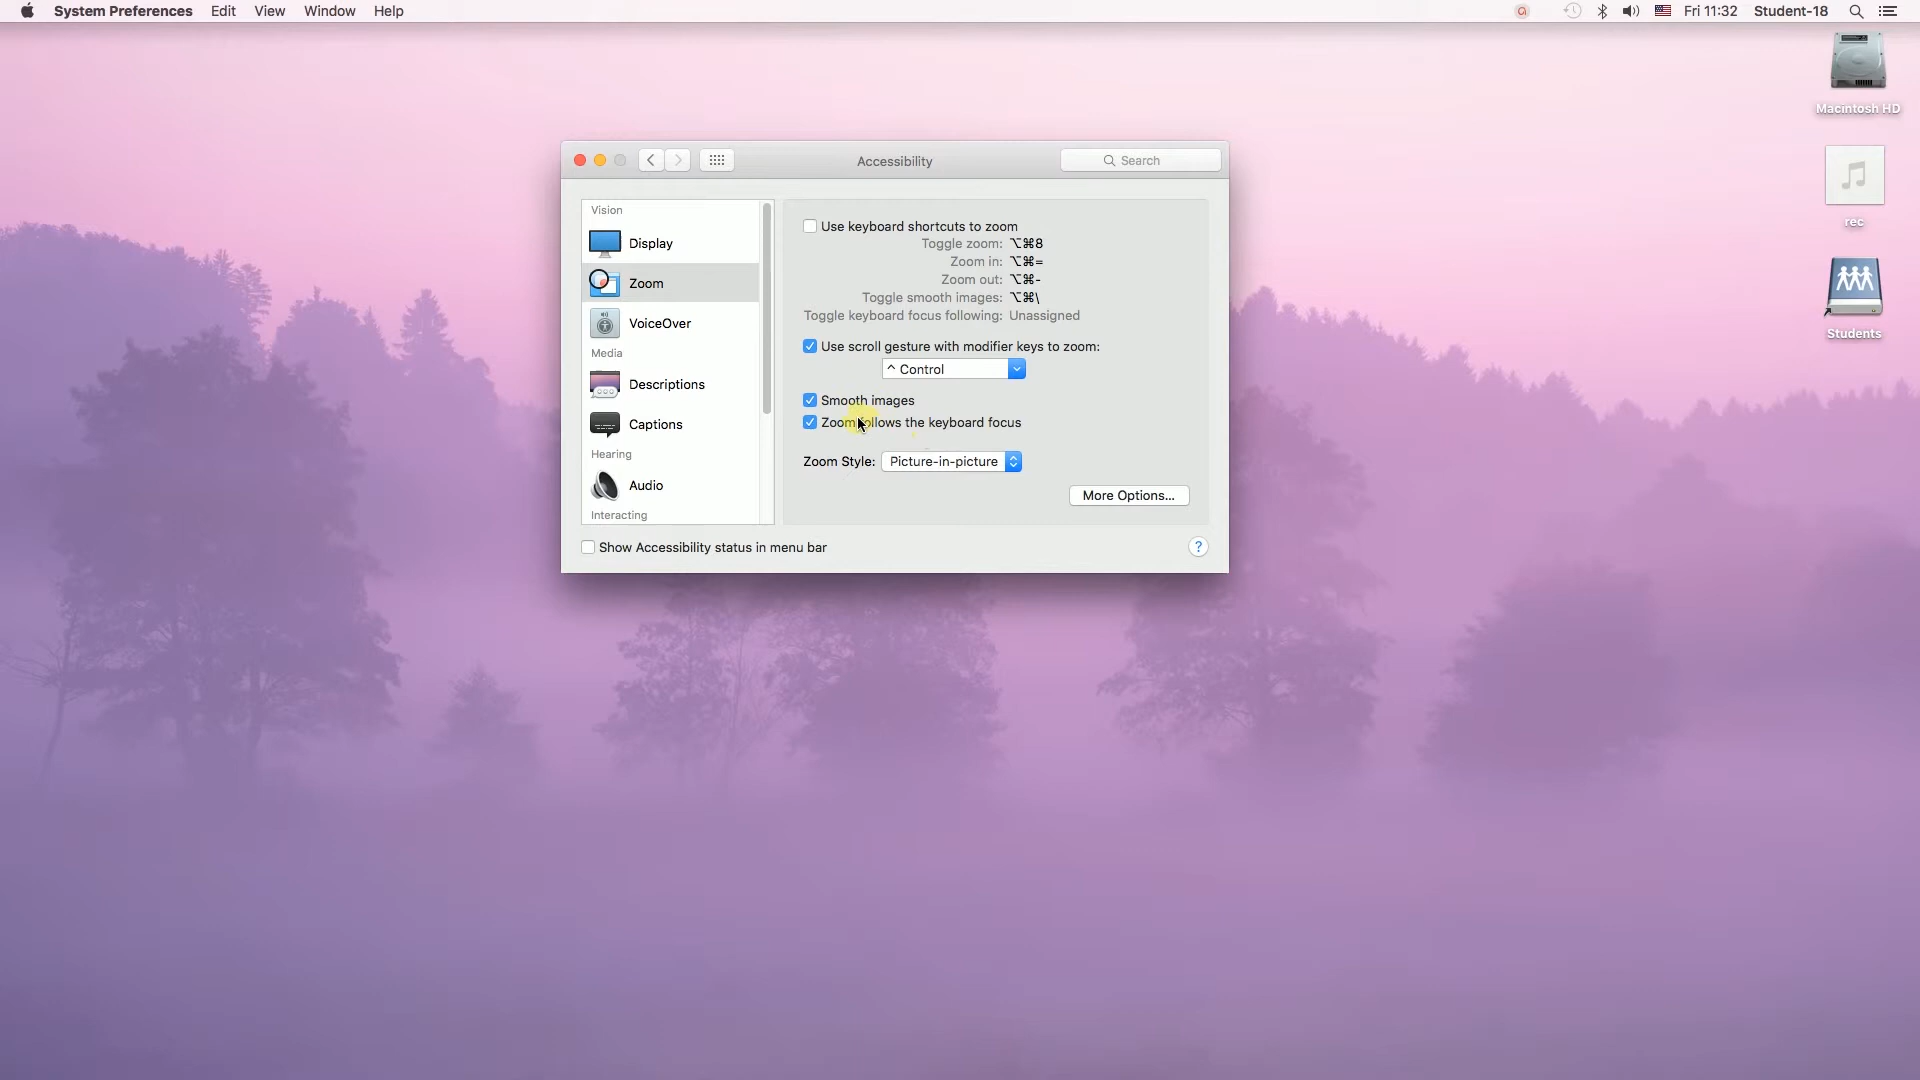 System Preferences Edit View Window Help Fri 11:32 Student-18
Macintosh HD
rec
Students
Accessibility
Search
Vision
Display
Zoom
VoiceOver
Media
Descriptions
Captions
Hearing
Audio
Interacting
Use keyboard shortcuts to zoom
Toggle zoom: ⌥⌘8
Zoom in: ⌥⌘=
Zoom out: ⌥⌘-
Toggle smooth images: ⌥⌘\
Toggle keyboard focus following: Unassigned
Use scroll gesture with modifier keys to zoom:
^ Control
Smooth images
Zoom follows the keyboard focus
Zoom Style: Picture-in-picture
More Options...
Show Accessibility status in menu bar
?